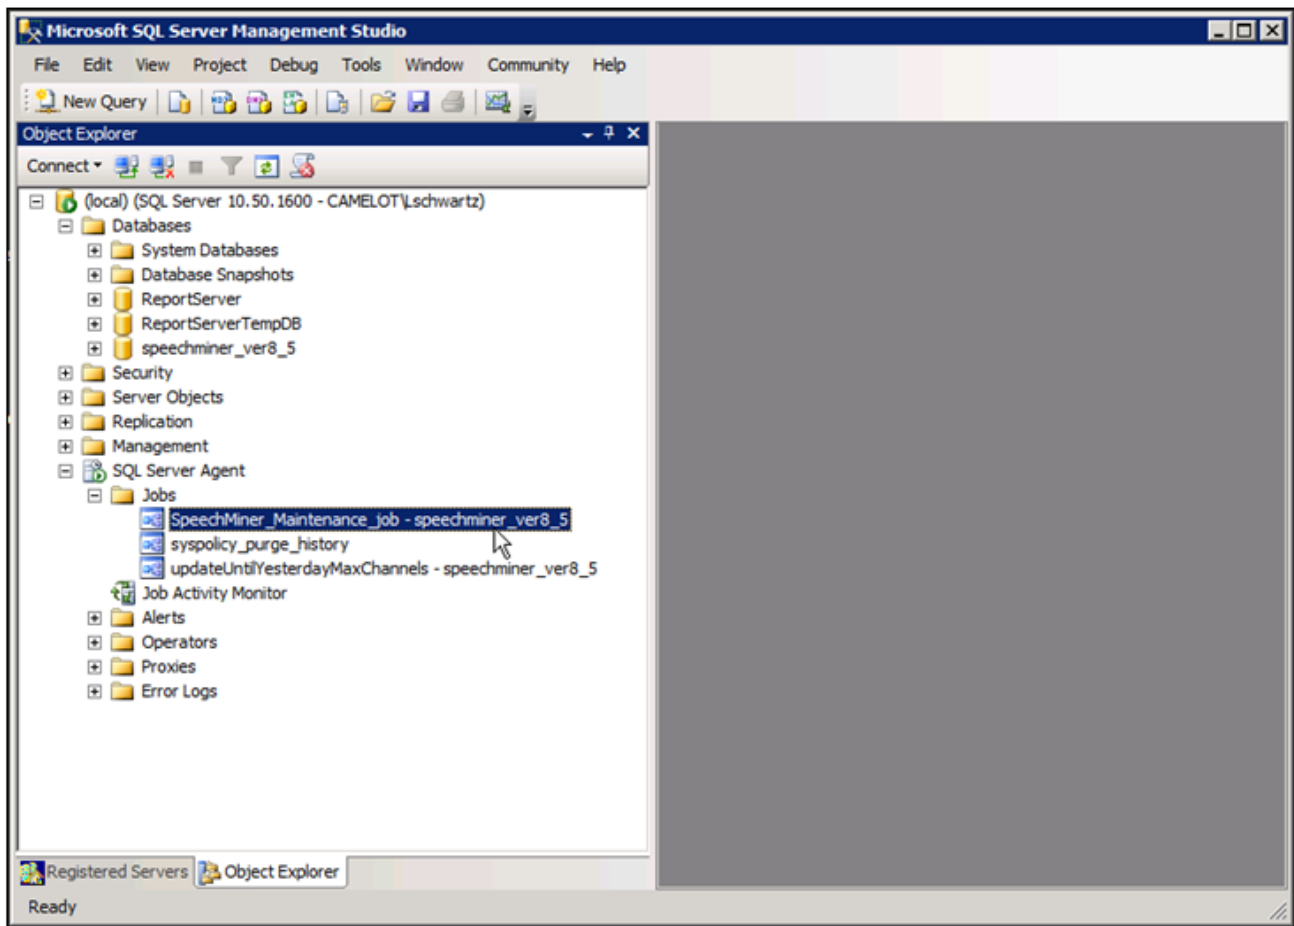 Microsoft SQL Server Management Studio
File Edit View Project Debug Tools Window Community Help
New Query
Object Explorer
Connect
(local) (SQL Server 10.50.1600 - CAMELOT\Lschwartz)
Databases
System Databases
Database Snapshots
ReportServer
ReportServerTempDB
speechminer_ver8_5
Security
Server Objects
Replication
Management
SQL Server Agent
Jobs
SpeechMiner_Maintenance_job - speechminer_ver8_5
syspolicy_purge_history
updateUntilYesterdayMaxChannels - speechminer_ver8_5
Job Activity Monitor
Alerts
Operators
Proxies
Error Logs
Registered Servers Object Explorer
Ready